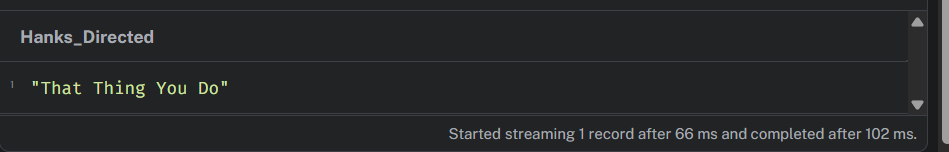 Hanks_Directed
1 "That Thing You Do"
Started streaming 1 record after 66 ms and completed after 102 ms.